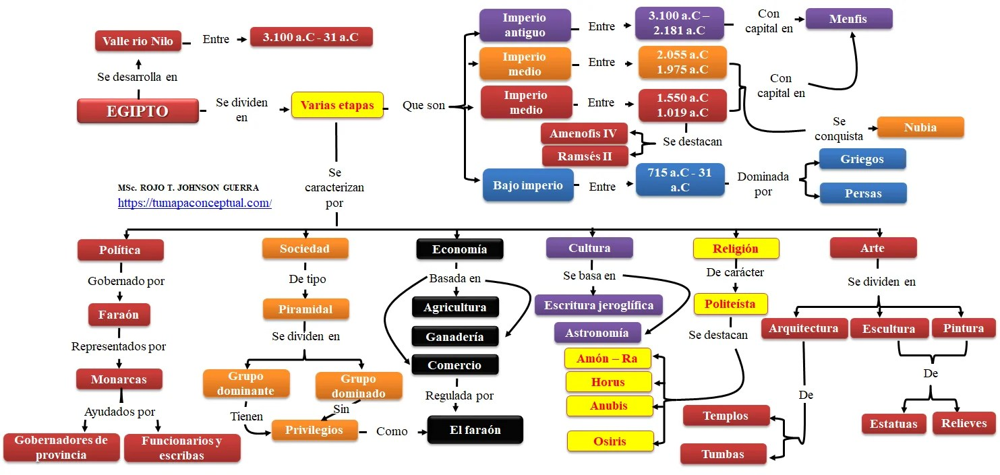 Valle rio Nilo
Entre
3.100 a.C - 31 a.C
Se desarrolla en
EGIPTO
Se dividen
en
Varias etapas
Que son
Imperio
antiguo
Entre
3.100 a.C –
2.181 a.C
Con
capital en
Menfis
Imperio
medio
Entre
2.055 a.C
1.975 a.C
Con
capital en
Imperio
medio
Entre
1.550 a.C
1.019 a.C
Se
conquista
Nubia
Se destacan
Amenofis IV
Ramsés II
Bajo imperio
Entre
715 a.C - 31
a.C
Dominada
por
Griegos
Persas
MSc. ROJO T. JOHNSON GUERRA
https://tumapaconceptual.com/
Se
caracterizan
por
Política
Gobernado por
Faraón
Representados por
Monarcas
Ayudados por
Gobernadores de
provincia
Funcionarios y
escribas
Sociedad
De tipo
Piramidal
Se dividen en
Grupo
dominante
Grupo
dominado
Tienen
Sin
Privilegios
Como
Economía
Basada en
Agricultura
Ganadería
Comercio
Regulada por
El faraón
Cultura
Se basa en
Escritura jeroglífica
Astronomía
Religión
De carácter
Politeísta
Se destacan
Amón – Ra
Horus
Anubis
Osiris
Arte
Se dividen en
Arquitectura
Escultura
Pintura
De
Templos
Tumbas
De
Estatuas
Relieves